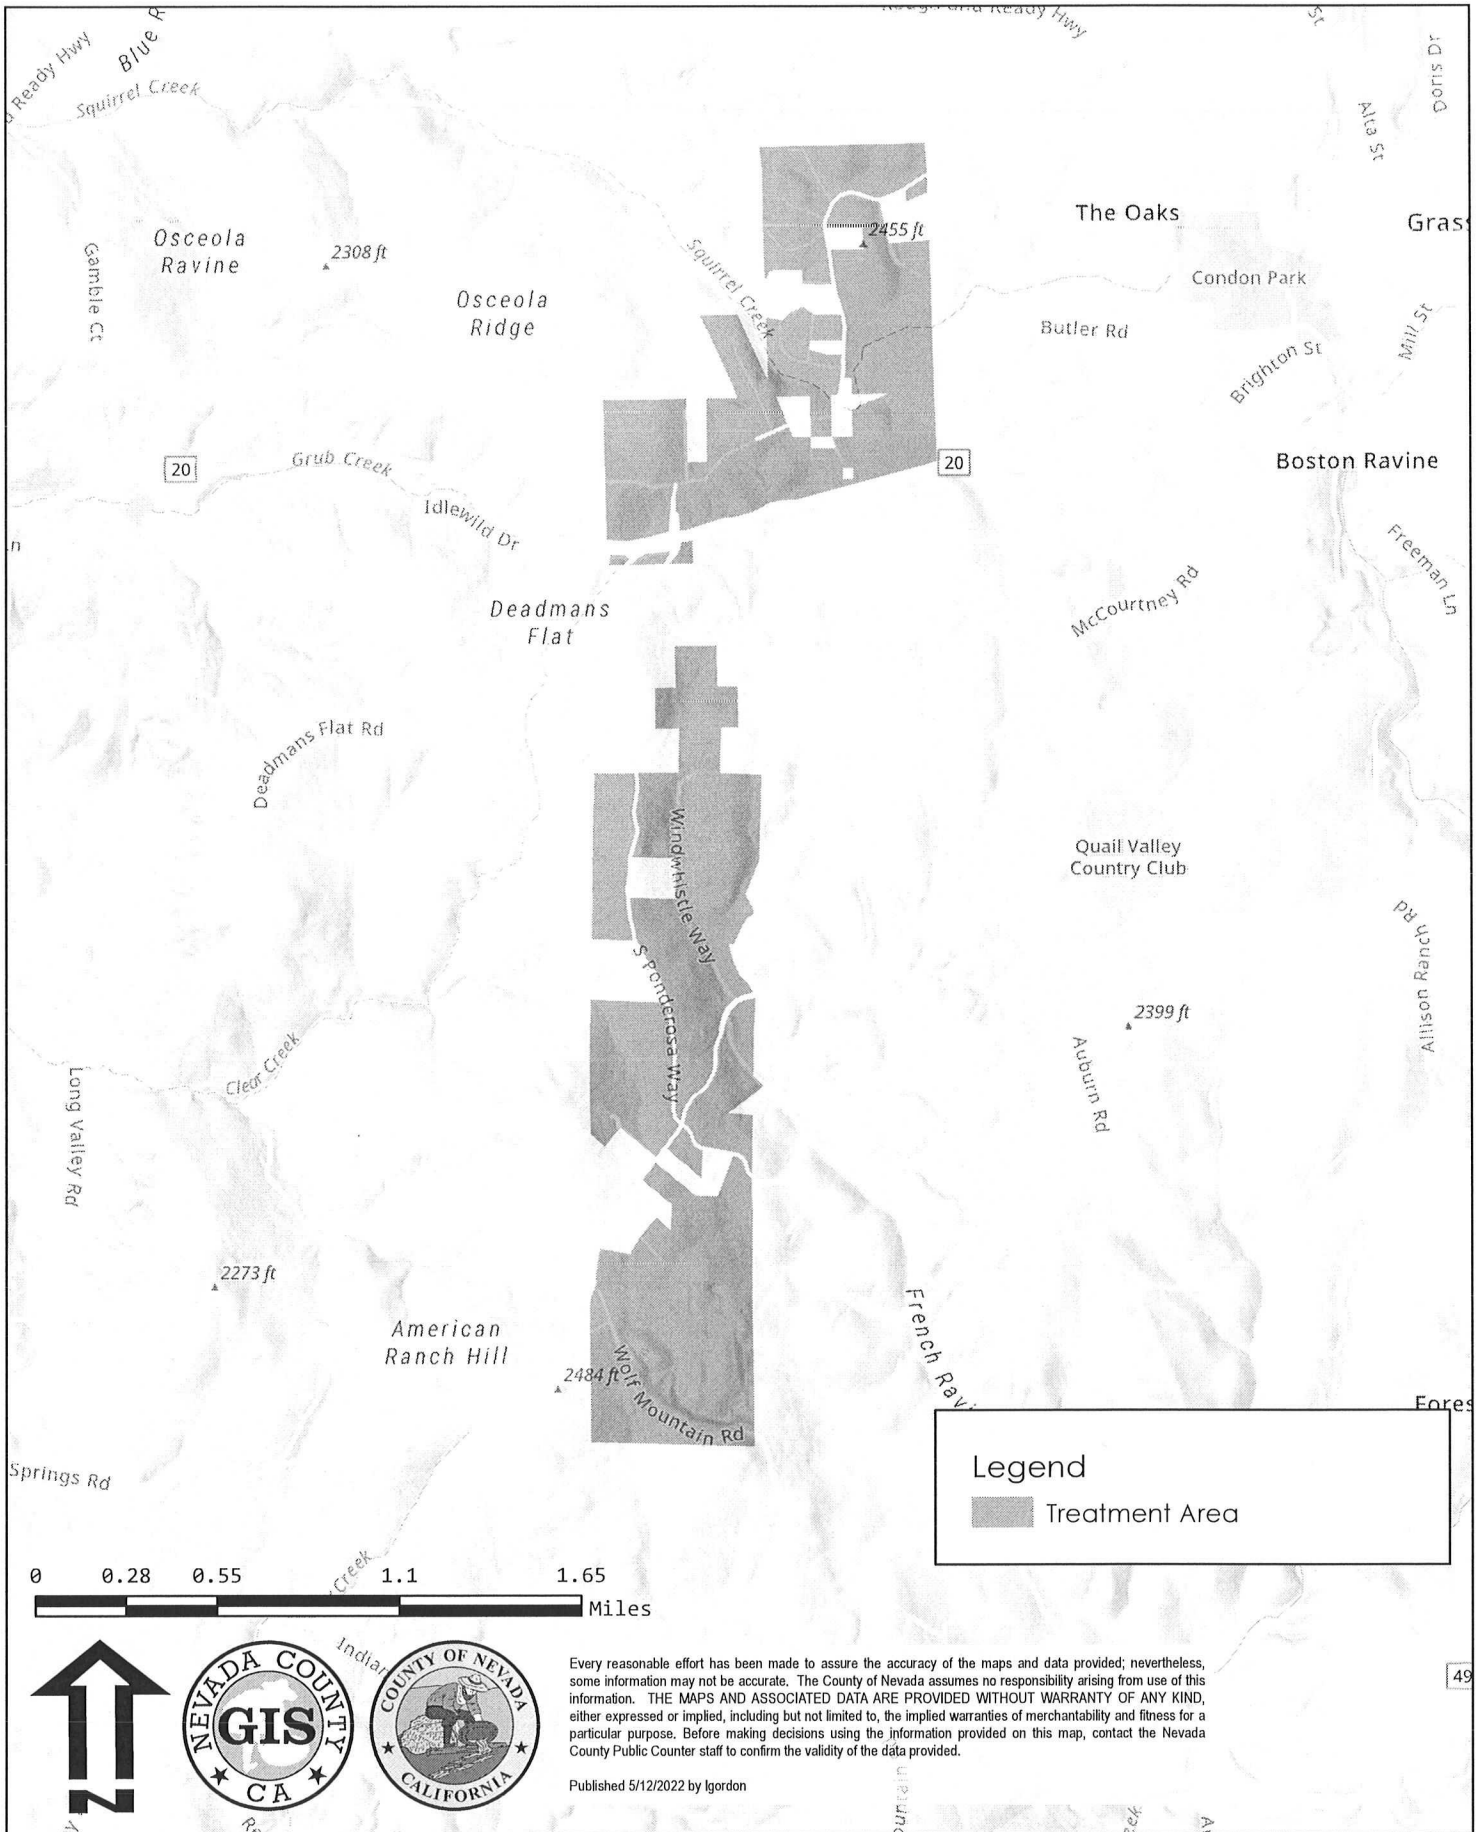 Ready Hwy
Blue R
Rough and Ready Hwy
St
Doris Dr
Squirrel Creek
Alta St
The Oaks
Grass
Osceola
Ravine
2308 ft
2455 ft
Gamble Ct
Squirrel Creek
Condon Park
Osceola
Ridge
Butler Rd
Mill St
Brighton St
20
Grub Creek
20
Boston Ravine
Idlewild Dr
Freeman Ln
n
Deadmans
Flat
McCourtney Rd
Deadmans Flat Rd
Windwhistle Way
Quail Valley
Country Club
Allison Ranch Rd
S Ponderosa Way
2399 ft
Clear Creek
Auburn Rd
Long Valley Rd
2273 ft
American
Ranch Hill
French Ravi
2484 ft
Wolf Mountain Rd
Fores
Springs Rd
Legend
Treatment Area
0 0.28 0.55 1.1 1.65
Miles
Creek
Indian
N
NEVADA COUNTY
GIS
CA
COUNTY OF NEVADA
CALIFORNIA
49
Every reasonable effort has been made to assure the accuracy of the maps and data provided; nevertheless,
some information may not be accurate. The County of Nevada assumes no responsibility arising from use of this
information. THE MAPS AND ASSOCIATED DATA ARE PROVIDED WITHOUT WARRANTY OF ANY KIND,
either expressed or implied, including but not limited to, the implied warranties of merchantability and fitness for a
particular purpose. Before making decisions using the information provided on this map, contact the Nevada
County Public Counter staff to confirm the validity of the data provided.
Published 5/12/2022 by lgordon
ountain
eek